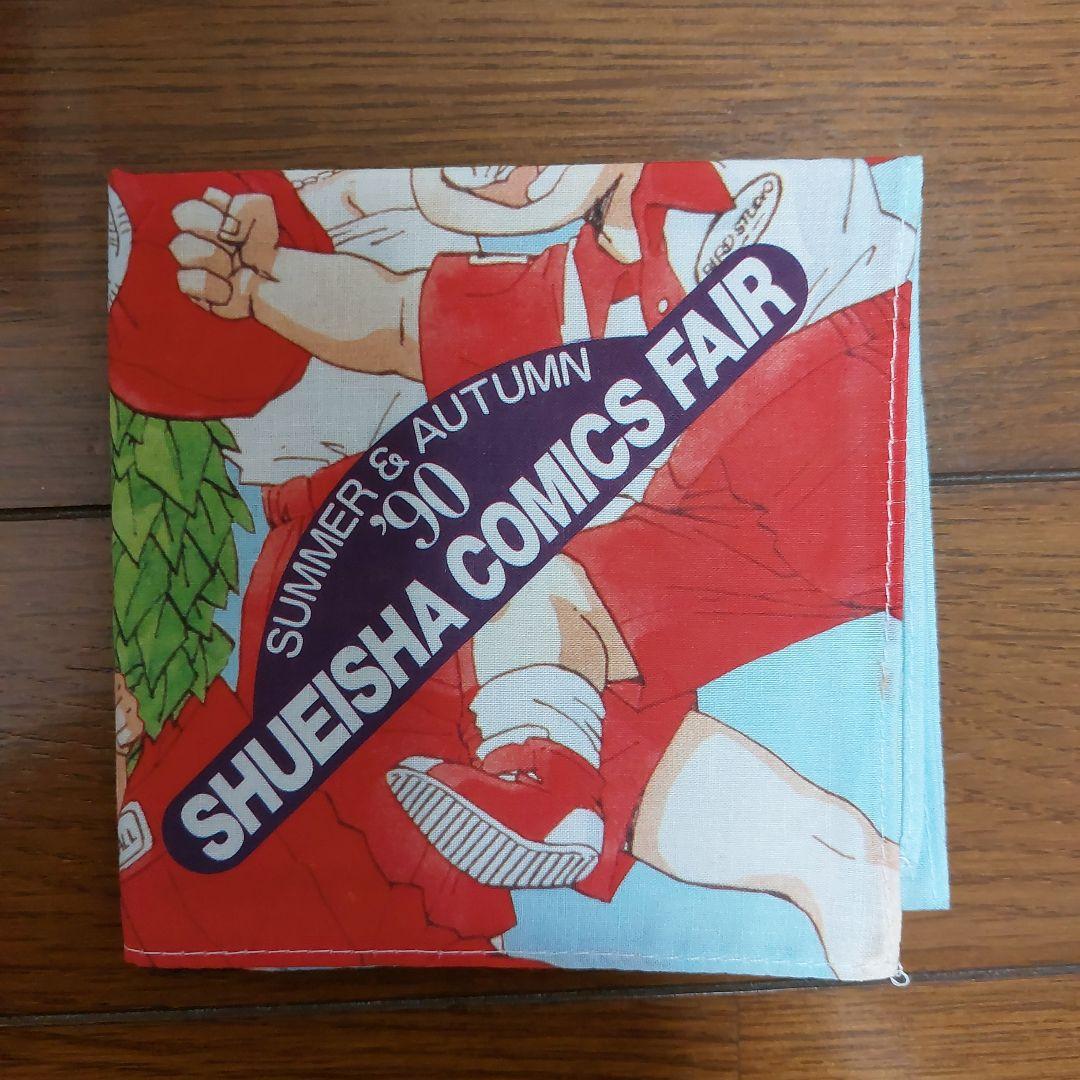 BIRD STUDIO
SUMMER & AUTUMN
'90
SHUEISHA COMICS FAIR